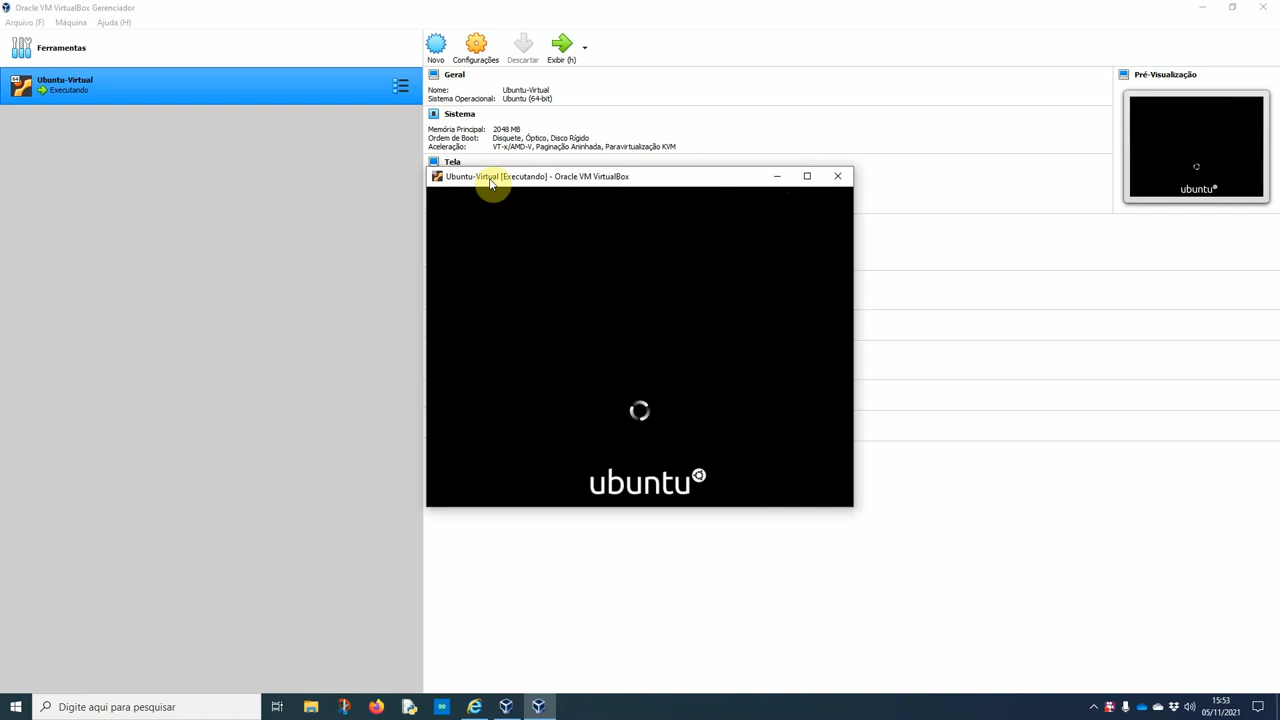 Oracle VM VirtualBox Gerenciador
Arquivo (F) Máquina Ajuda (H)
Ferramentas
Ubuntu-Virtual
Executando
Novo Configurações Descartar Exibir (h)
Geral
Nome: Ubuntu-Virtual
Sistema Operacional: Ubuntu (64-bit)
Sistema
Memória Principal: 2048 MB
Ordem de Boot: Disquete, Óptico, Disco Rígido
Aceleração: VT-x/AMD-V, Paginação Aninhada, Paravirtualização KVM
Tela
Pré-Visualização
ubuntu
Ubuntu-Virtual [Executando] - Oracle VM VirtualBox
ubuntu
Digite aqui para pesquisar
15:53
05/11/2021